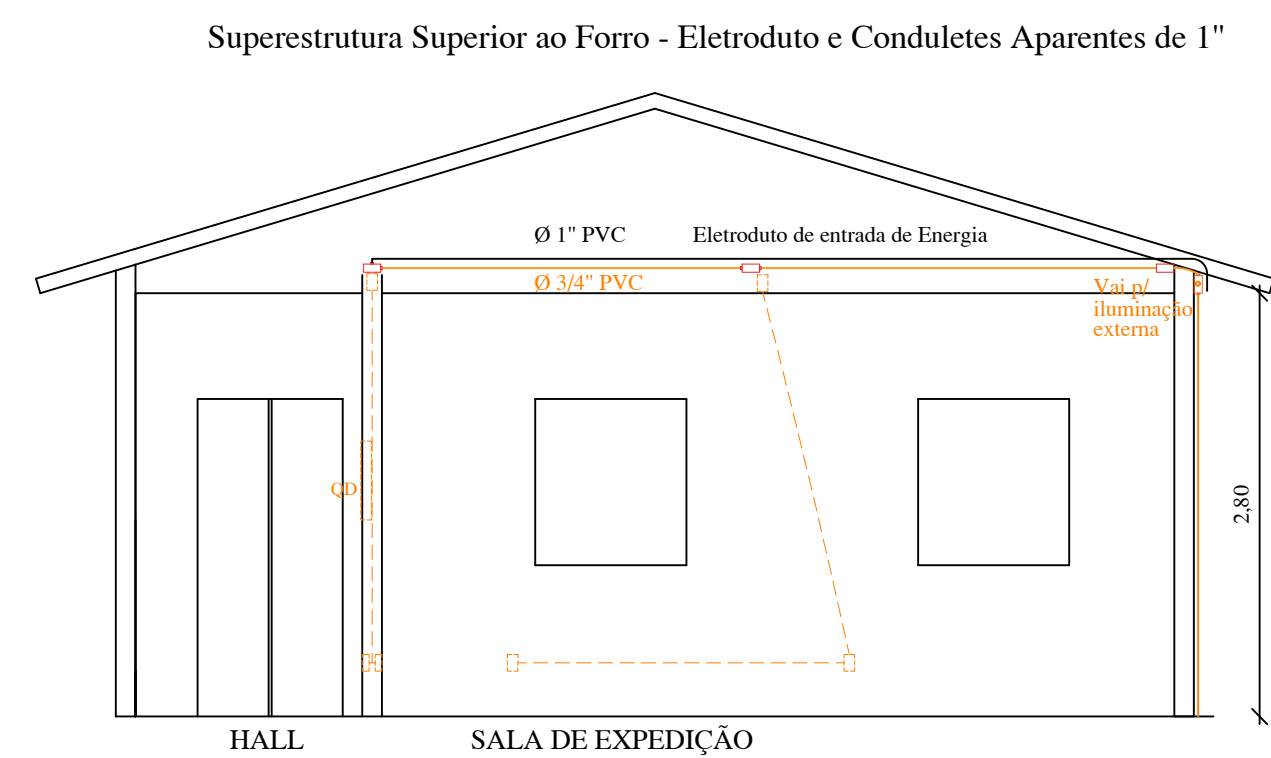 Superestrutura Superior ao Forro - Eletroduto e Conduletes Aparentes de 1"
Ø 1" PVC
Eletroduto de entrada de Energia
Ø 3/4" PVC
Vai p/
iluminação
externa
QD
2,80
HALL
SALA DE EXPEDIÇÃO